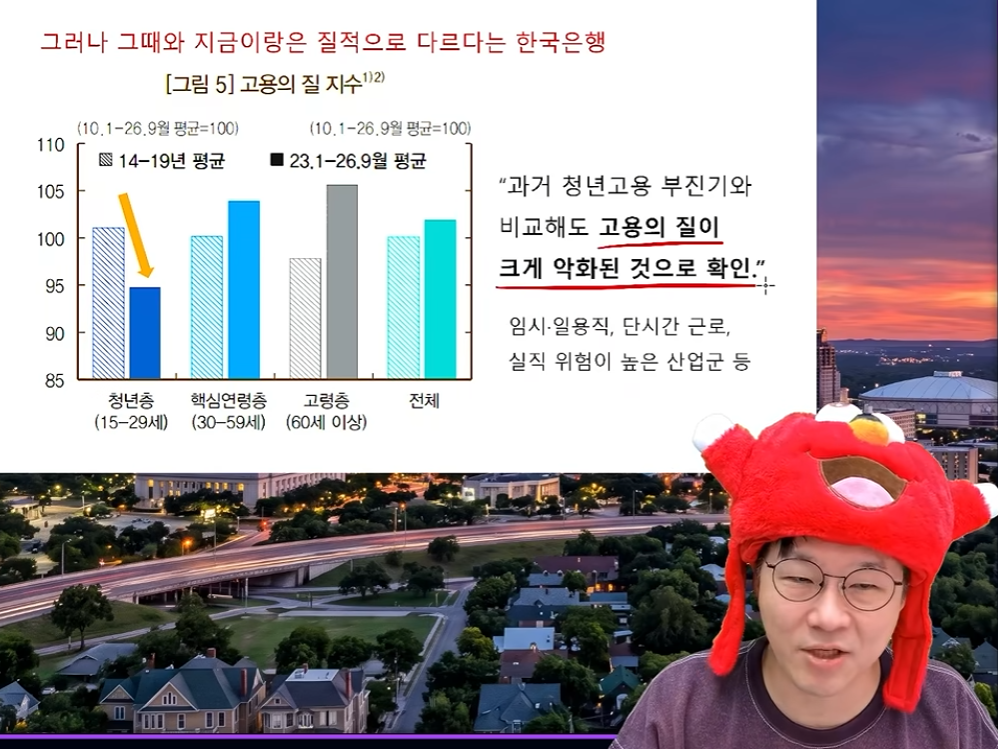 그러나 그때와 지금이랑은 질적으로 다르다는 한국은행
[그림 5] 고용의 질 지수1)2)
(10.1-26.9월 평균=100) (10.1-26.9월 평균=100)
110
105
100
95
90
85
14-19년 평균 23.1-26.9월 평균
청년층 핵심연령층 고령층 전체
(15-29세) (30-59세) (60세 이상)
“과거 청년고용 부진기와
비교해도 고용의 질이
크게 악화된 것으로 확인.”
임시·일용직, 단시간 근로,
실직 위험이 높은 산업군 등